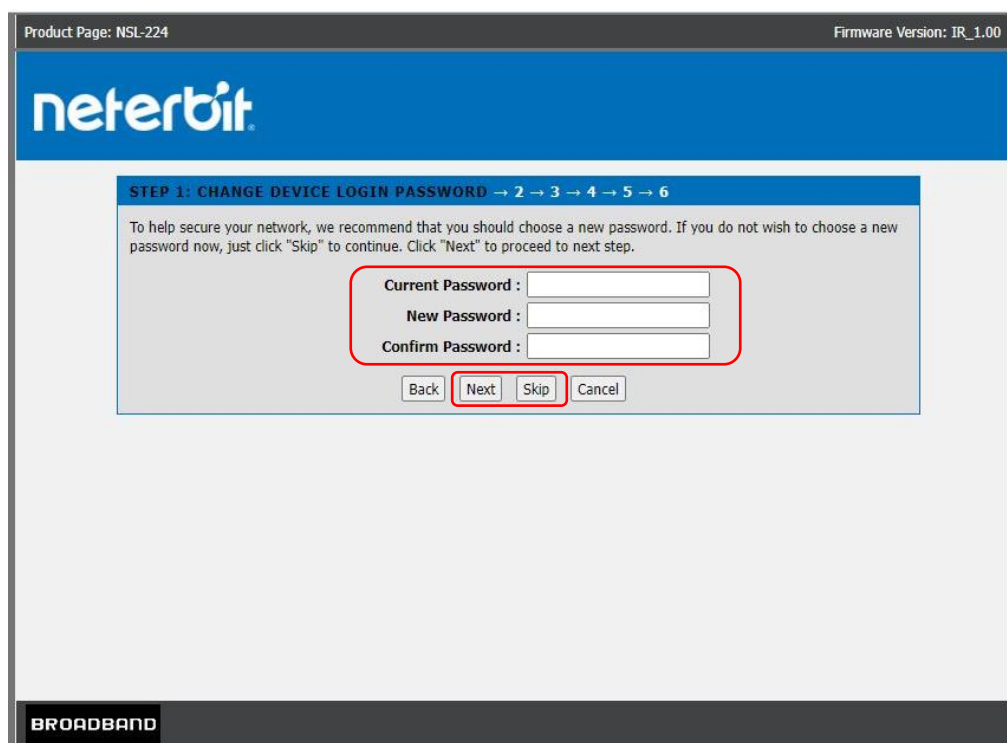 Product Page: NSL-224 Firmware Version: IR_1.00
neterbit
STEP 1: CHANGE DEVICE LOGIN PASSWORD → 2 → 3 → 4 → 5 → 6
To help secure your network, we recommend that you should choose a new password. If you do not wish to choose a new
password now, just click "Skip" to continue. Click "Next" to proceed to next step.
Current Password :
New Password :
Confirm Password :
Back Next Skip Cancel
BROADBAND